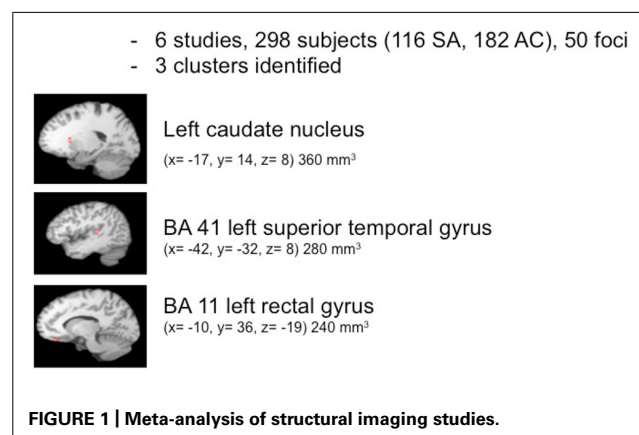 - 6 studies, 298 subjects (116 SA, 182 AC), 50 foci
- 3 clusters identified
Left caudate nucleus
(x= -17, y= 14, z= 8) 360 mm³
BA 41 left superior temporal gyrus
(x= -42, y= -32, z= 8) 280 mm³
BA 11 left rectal gyrus
(x= -10, y= 36, z= -19) 240 mm³
FIGURE 1 | Meta-analysis of structural imaging studies.